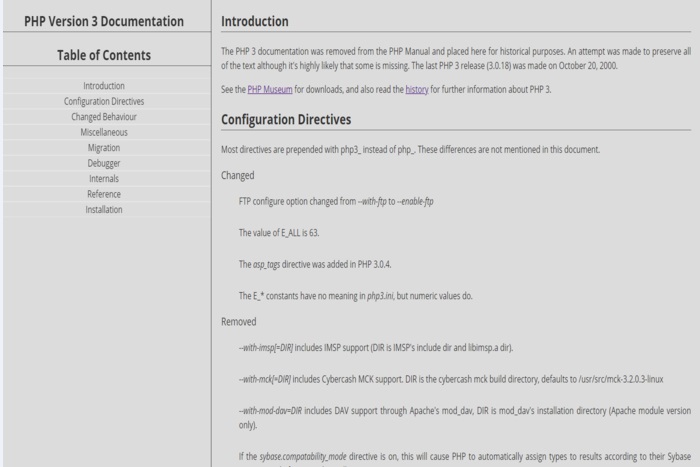 PHP Version 3 Documentation
Table of Contents
Introduction
Configuration Directives
Changed Behaviour
Miscellaneous
Migration
Debugger
Internals
Reference
Installation
Introduction
The PHP 3 documentation was removed from the PHP Manual and placed here for historical purposes. An attempt was made to preserve all
of the text although it's highly likely that some is missing. The last PHP 3 release (3.0.18) was made on October 20, 2000.
See the PHP Museum for downloads, and also read the history for further information about PHP 3.
Configuration Directives
Most directives are prepended with php3_ instead of php_. These differences are not mentioned in this document.
Changed
FTP configure option changed from --with-ftp to --enable-ftp
The value of E_ALL is 63.
The asp_tags directive was added in PHP 3.0.4.
The E_* constants have no meaning in php3.ini, but numeric values do.
Removed
--with-imsp[=DIR] includes IMSP support (DIR is IMSP's include dir and libimsp.a dir).
--with-mck[=DIR] includes Cybercash MCK support. DIR is the cybercash mck build directory, defaults to /usr/src/mck-3.2.0.3-linux
--with-mod-dav=DIR includes DAV support through Apache's mod_dav, DIR is mod_dav's installation directory (Apache module version
only).
If the sybase.compatability_mode directive is on, this will cause PHP to automatically assign types to results according to their Sybase